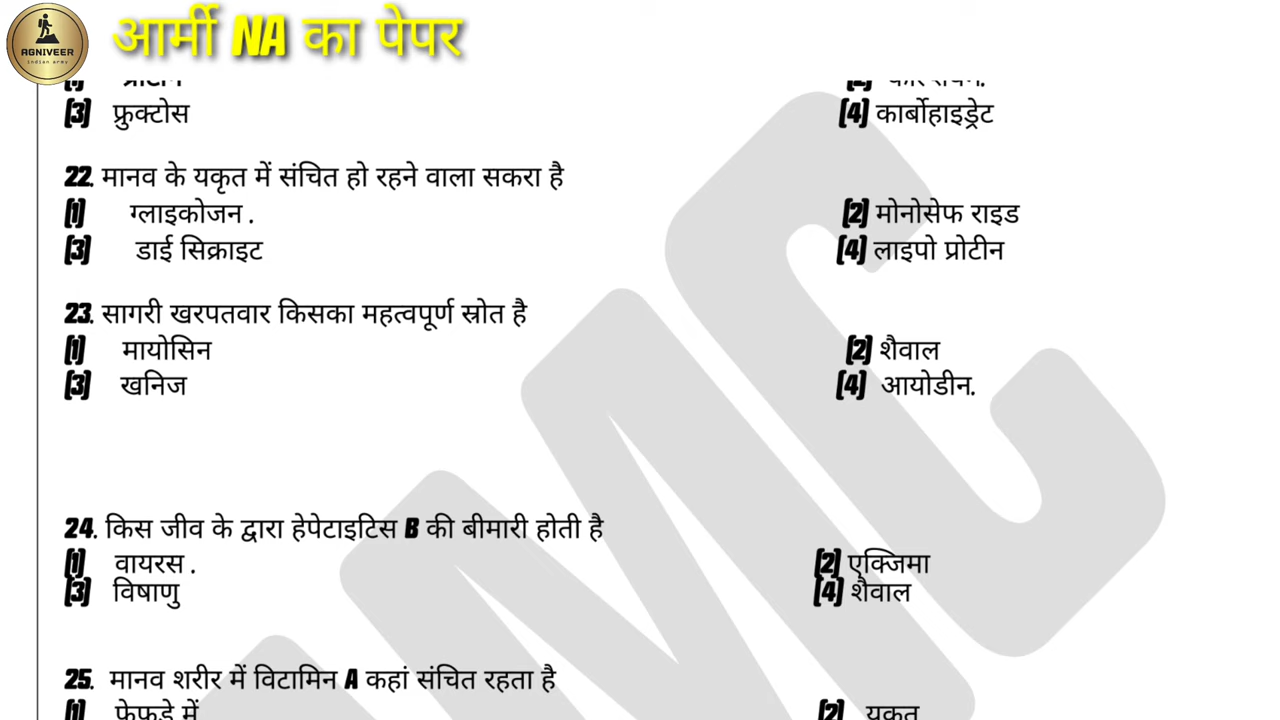 AGNIVEER
indian army
आर्मी NA का पेपर
(3) फ्रुक्टोस (4) कार्बोहाइड्रेट
22. मानव के यकृत में संचित हो रहने वाला सकरा है
(1) ग्लाइकोजन . (2) मोनोसेफ राइड
(3) डाई सिक्राइट (4) लाइपो प्रोटीन
23. सागरी खरपतवार किसका महत्वपूर्ण स्रोत है
(1) मायोसिन (2) शैवाल
(3) खनिज (4) आयोडीन.
24. किस जीव के द्वारा हेपेटाइटिस B की बीमारी होती है
(1) वायरस . (2) एक्जिमा
(3) विषाणु (4) शैवाल
25. मानव शरीर में विटामिन A कहां संचित रहता है
(1) फेफड़े में (2) यकृत